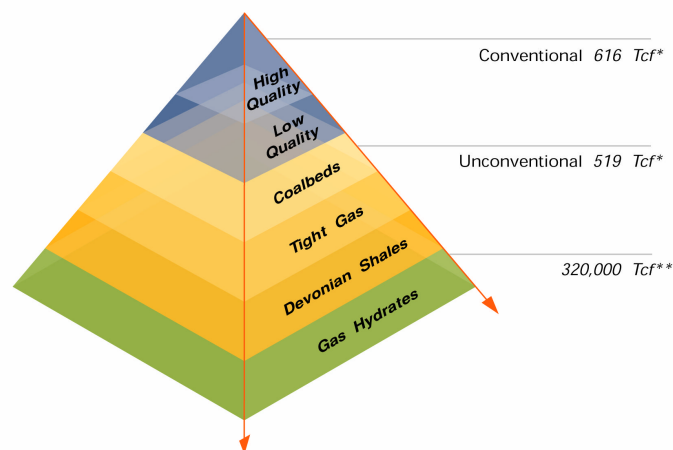 High
Quality
Conventional 616 Tcf*
Low
Quality
Unconventional 519 Tcf*
Coalbeds
Tight Gas
Devonian Shales
320,000 Tcf**
Gas Hydrates